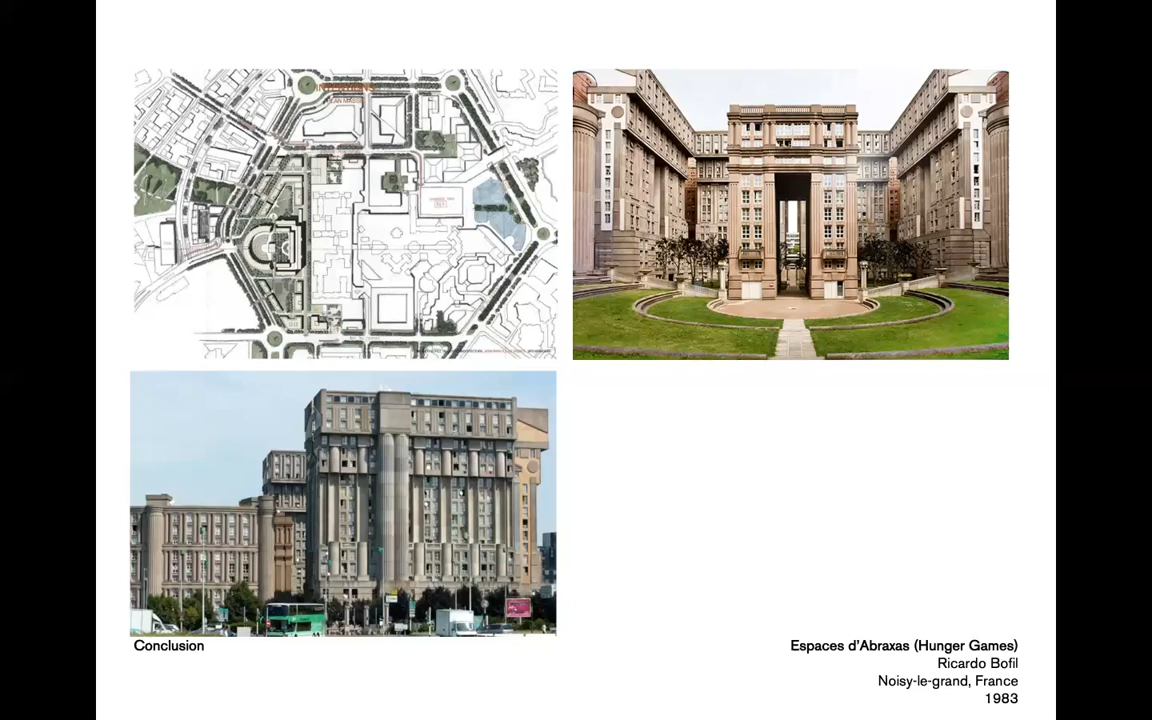 Conclusion
Espaces d'Abraxas (Hunger Games)
Ricardo Bofil
Noisy-le-grand, France
1983